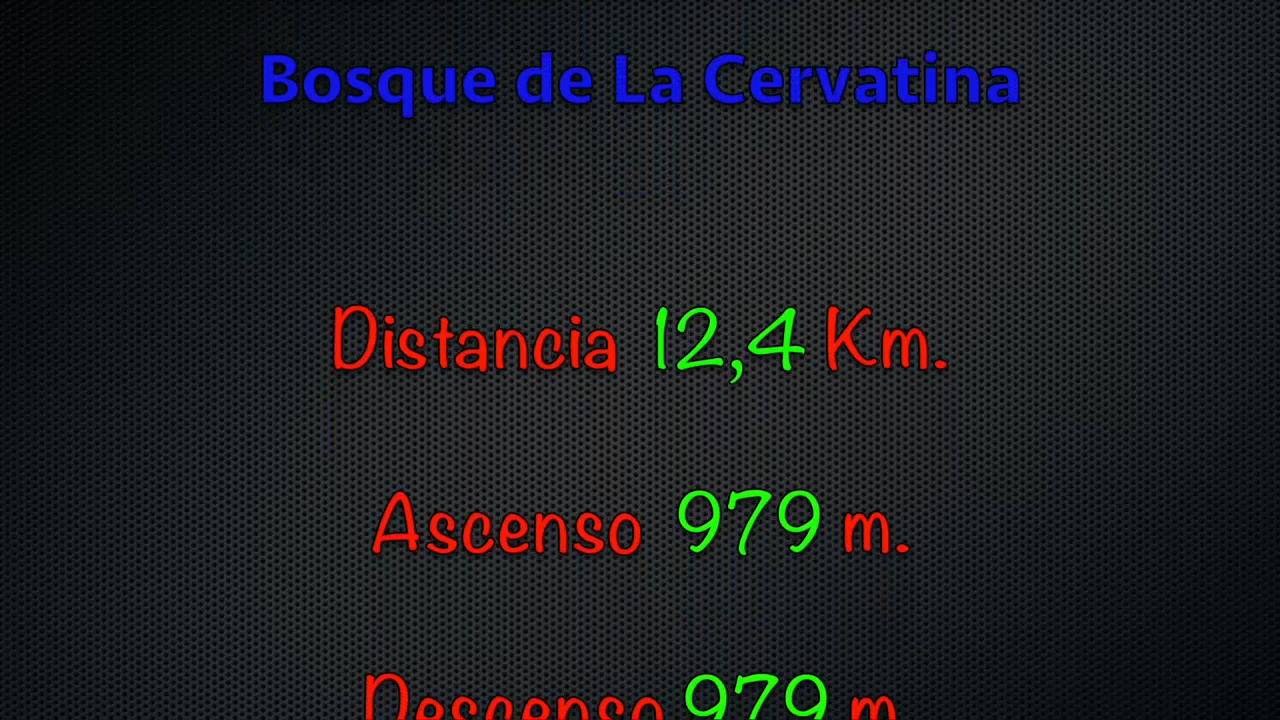 Bosque de La Cervatina
Distancia 12,4 Km.
Ascenso 979 m.
Descenso 979 m